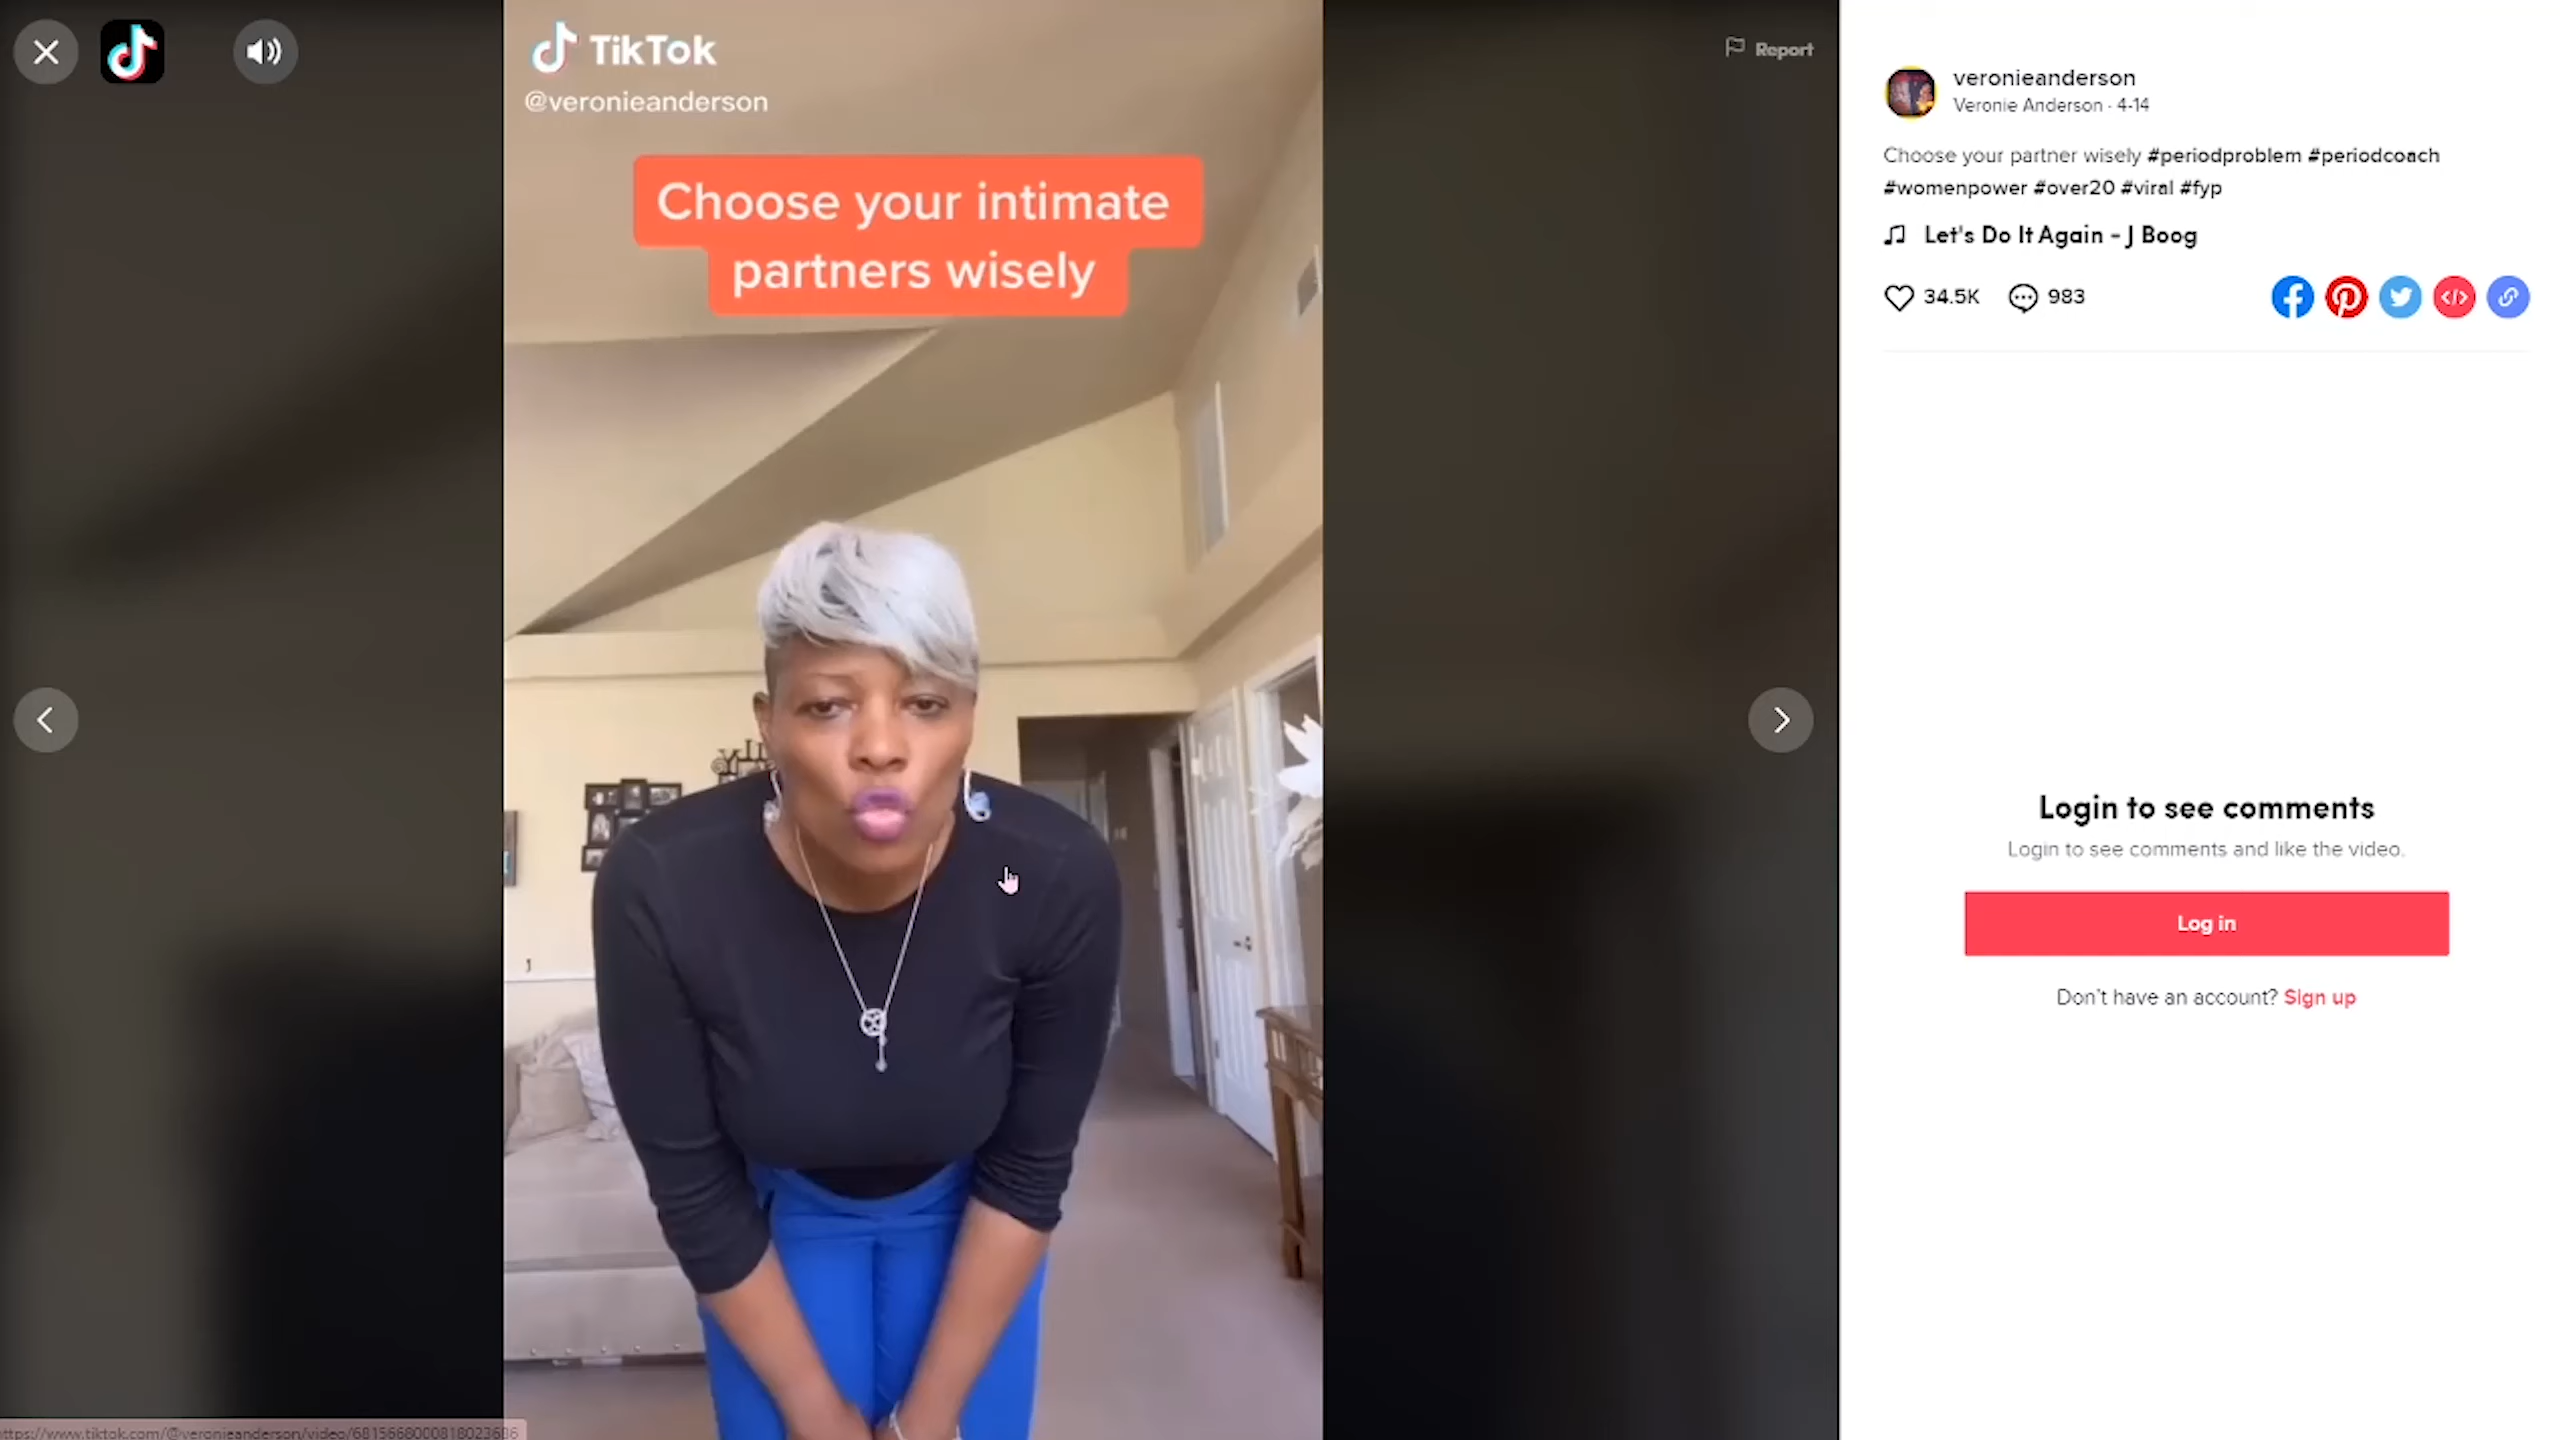 TikTok
@veronieanderson
Report
Choose your intimate
partners wisely
veronieanderson
Veronie Anderson · 4-14
Choose your partner wisely #periodproblem #periodcoach
#womenpower #over20 #viral #fyp
Let's Do It Again - J Boog
34.5K 983
Login to see comments
Login to see comments and like the video.
Log in
Don't have an account? Sign up